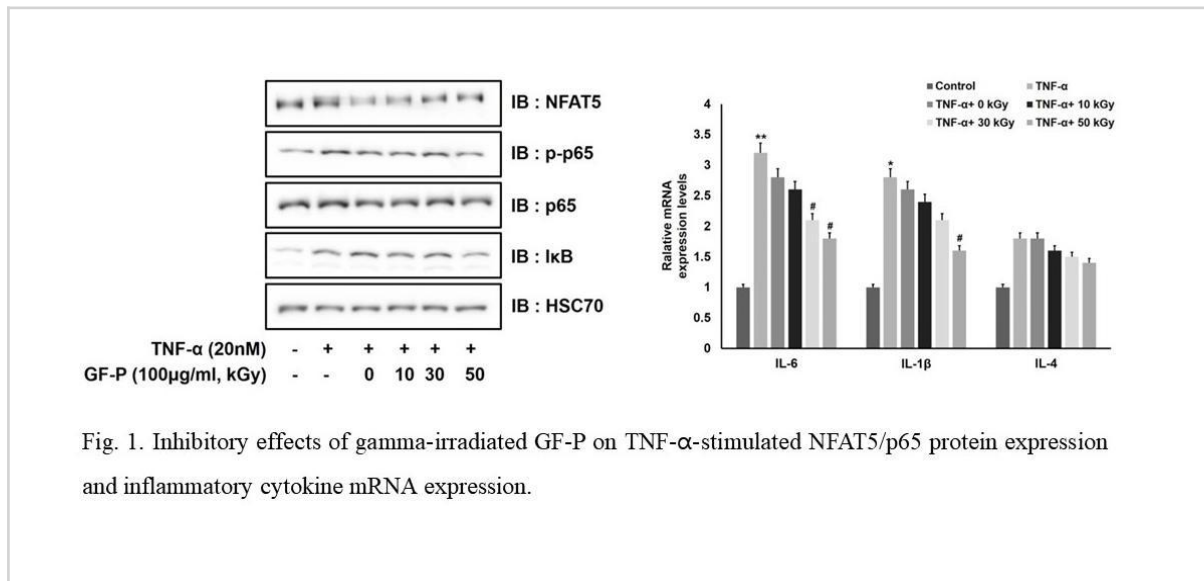 IB : NFAT5
IB : p-p65
IB : p65
IB : IκB
IB : HSC70
TNF-α (20nM) - + + + + +
GF-P (100μg/ml, kGy) - - 0 10 30 50
Control TNF-α
TNF-α+ 0 kGy TNF-α+ 10 kGy
TNF-α+ 30 kGy TNF-α+ 50 kGy
Ralative mRNA
expression levels
4
3.5
3
2.5
2
1.5
1
0.5
0
** # #
* #
IL-6 IL-1β IL-4
Fig. 1. Inhibitory effects of gamma-irradiated GF-P on TNF-α-stimulated NFAT5/p65 protein expression
and inflammatory cytokine mRNA expression.